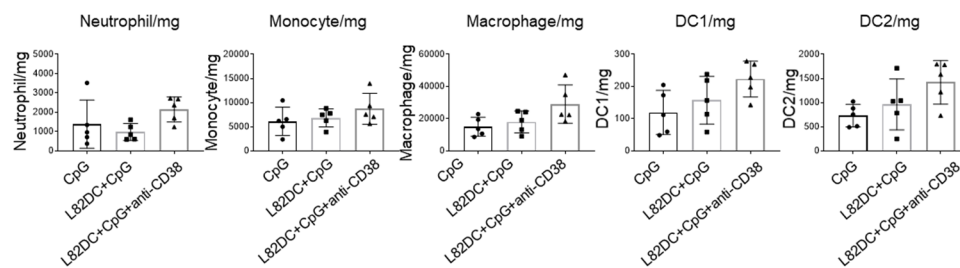 Neutrophil/mg
Monocyte/mg
Macrophage/mg
DC1/mg
DC2/mg
Neutrophil/mg
5000
4000
3000
2000
1000
0
CpG
L82DC+CpG
L82DC+CpG+anti-CD38
Monocyte/mg
20000
15000
10000
5000
0
CpG
L82DC+CpG
L82DC+CpG+anti-CD38
Macrophage/mg
60000
40000
20000
0
CpG
L82DC+CpG
L82DC+CpG+anti-CD38
DC1/mg
300
200
100
0
CpG
L82DC+CpG
L82DC+CpG+anti-CD38
DC2/mg
2000
1500
1000
500
0
CpG
L82DC+CpG
L82DC+CpG+anti-CD38